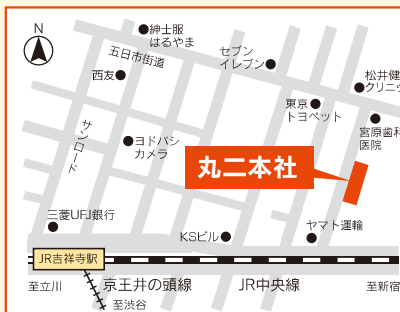 N
紳士服
はるやま
五日市街道
セブン
イレブン
西友
松井健
クリニッ
東京
トヨペット
サンロード
宮原歯科
医院
ヨドバシ
カメラ
丸二本社
三菱UFJ銀行
KSビル
ヤマト運輸
JR吉祥寺駅
至立川
京王井の頭線
JR中央線
至新宿
至渋谷